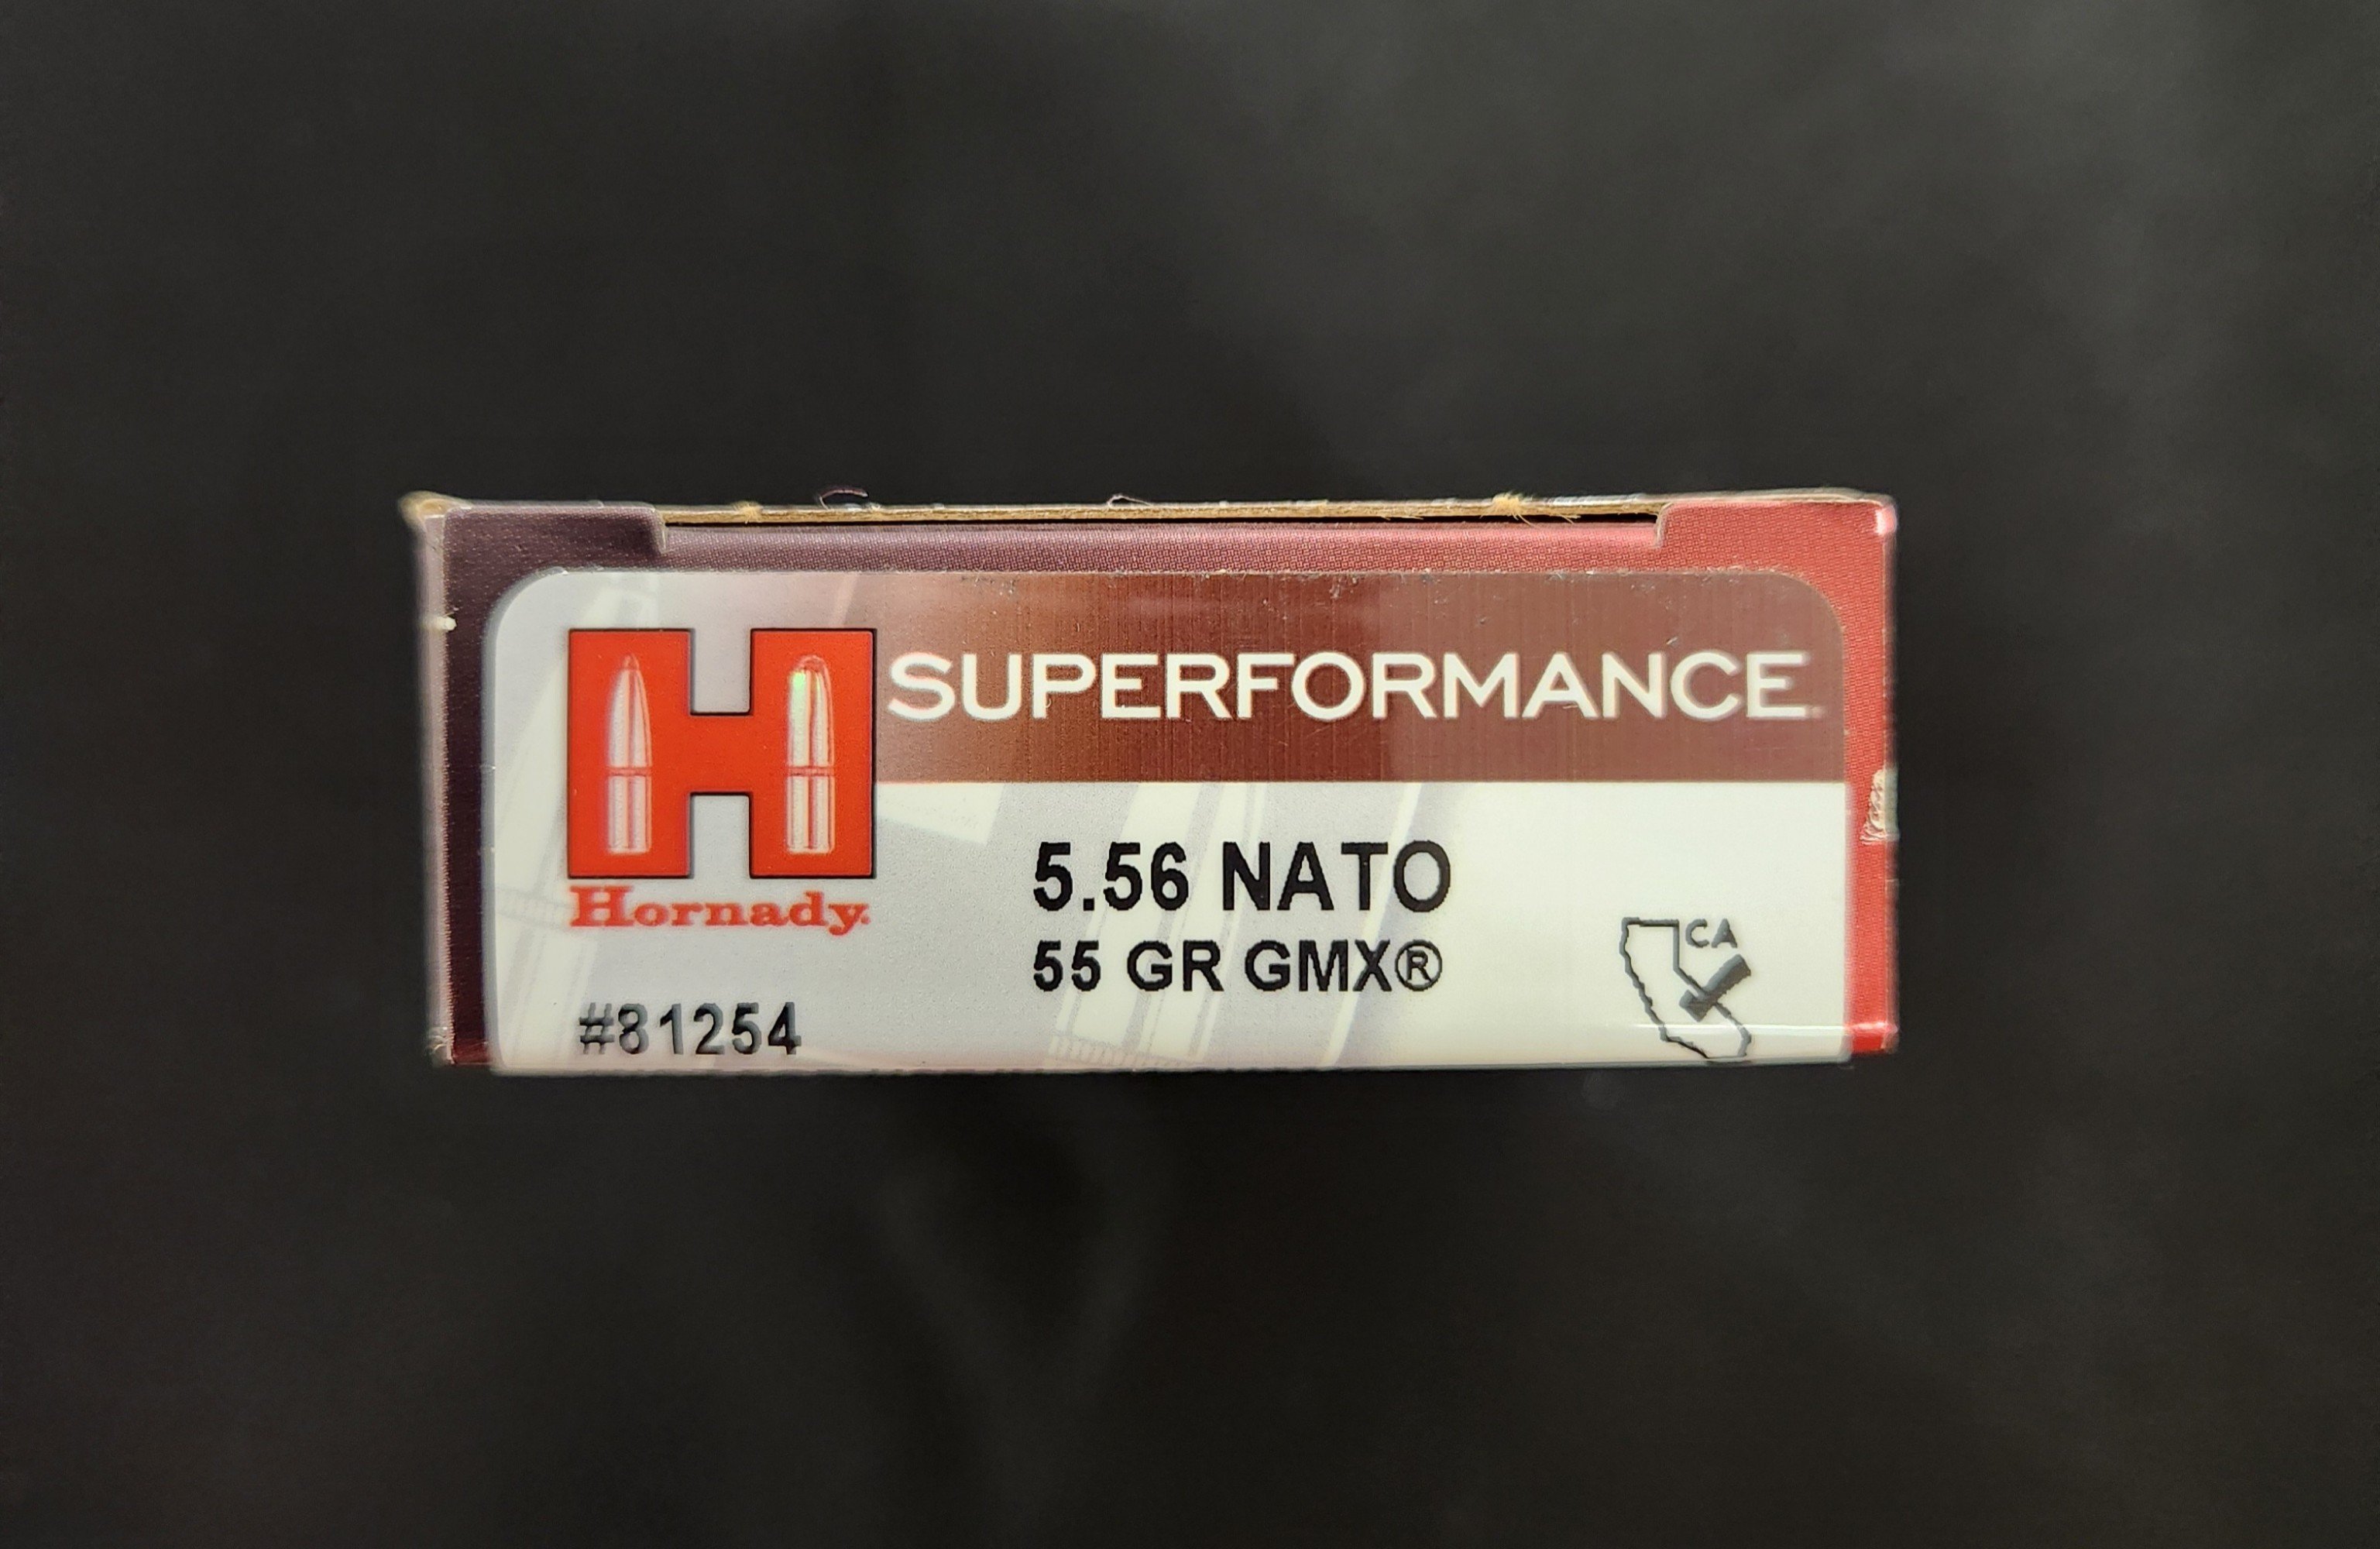 SUPERFORMANCE
Hornady
5.56 NATO
55 GR GMX®
CA
#81254